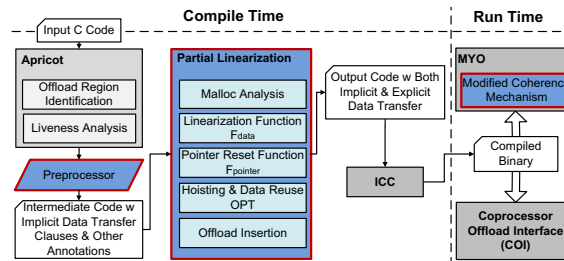 Compile Time
Run Time
Input C Code
Apricot
Offload Region
Identification
Liveness Analysis
Preprocessor
Intermediate Code w
Implicit Data Transfer
Clauses & Other
Annotations
Partial Linearization
Malloc Analysis
Linearization Function
Fdata
Pointer Reset Function
Fpointer
Hoisting & Data Reuse
OPT
Offload Insertion
Output Code w Both
Implicit & Explicit
Data Transfer
ICC
MYO
Modified Coherence
Mechanism
Compiled
Binary
Coprocessor
Offload Interface
(COI)